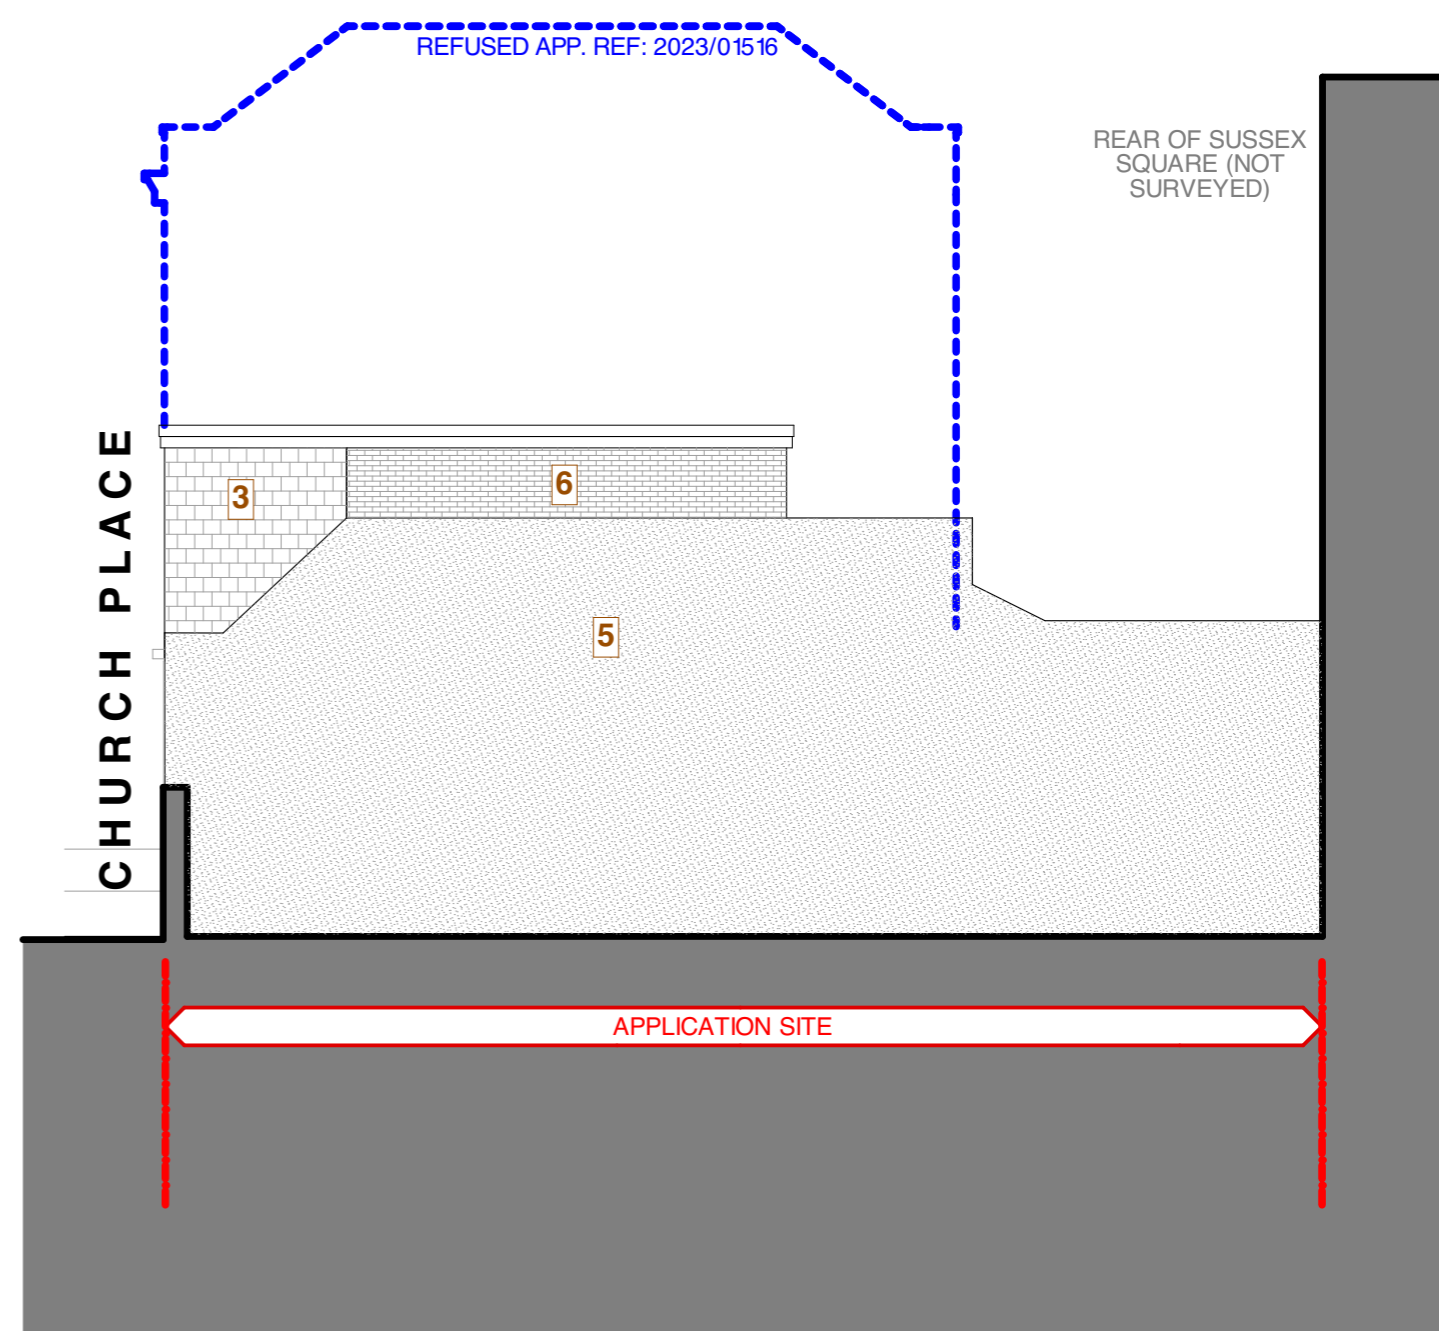 REFUSED APP. REF: 2023/01516
REAR OF SUSSEX
SQUARE (NOT
SURVEYED)
CHURCH PLACE
3
6
5
APPLICATION SITE